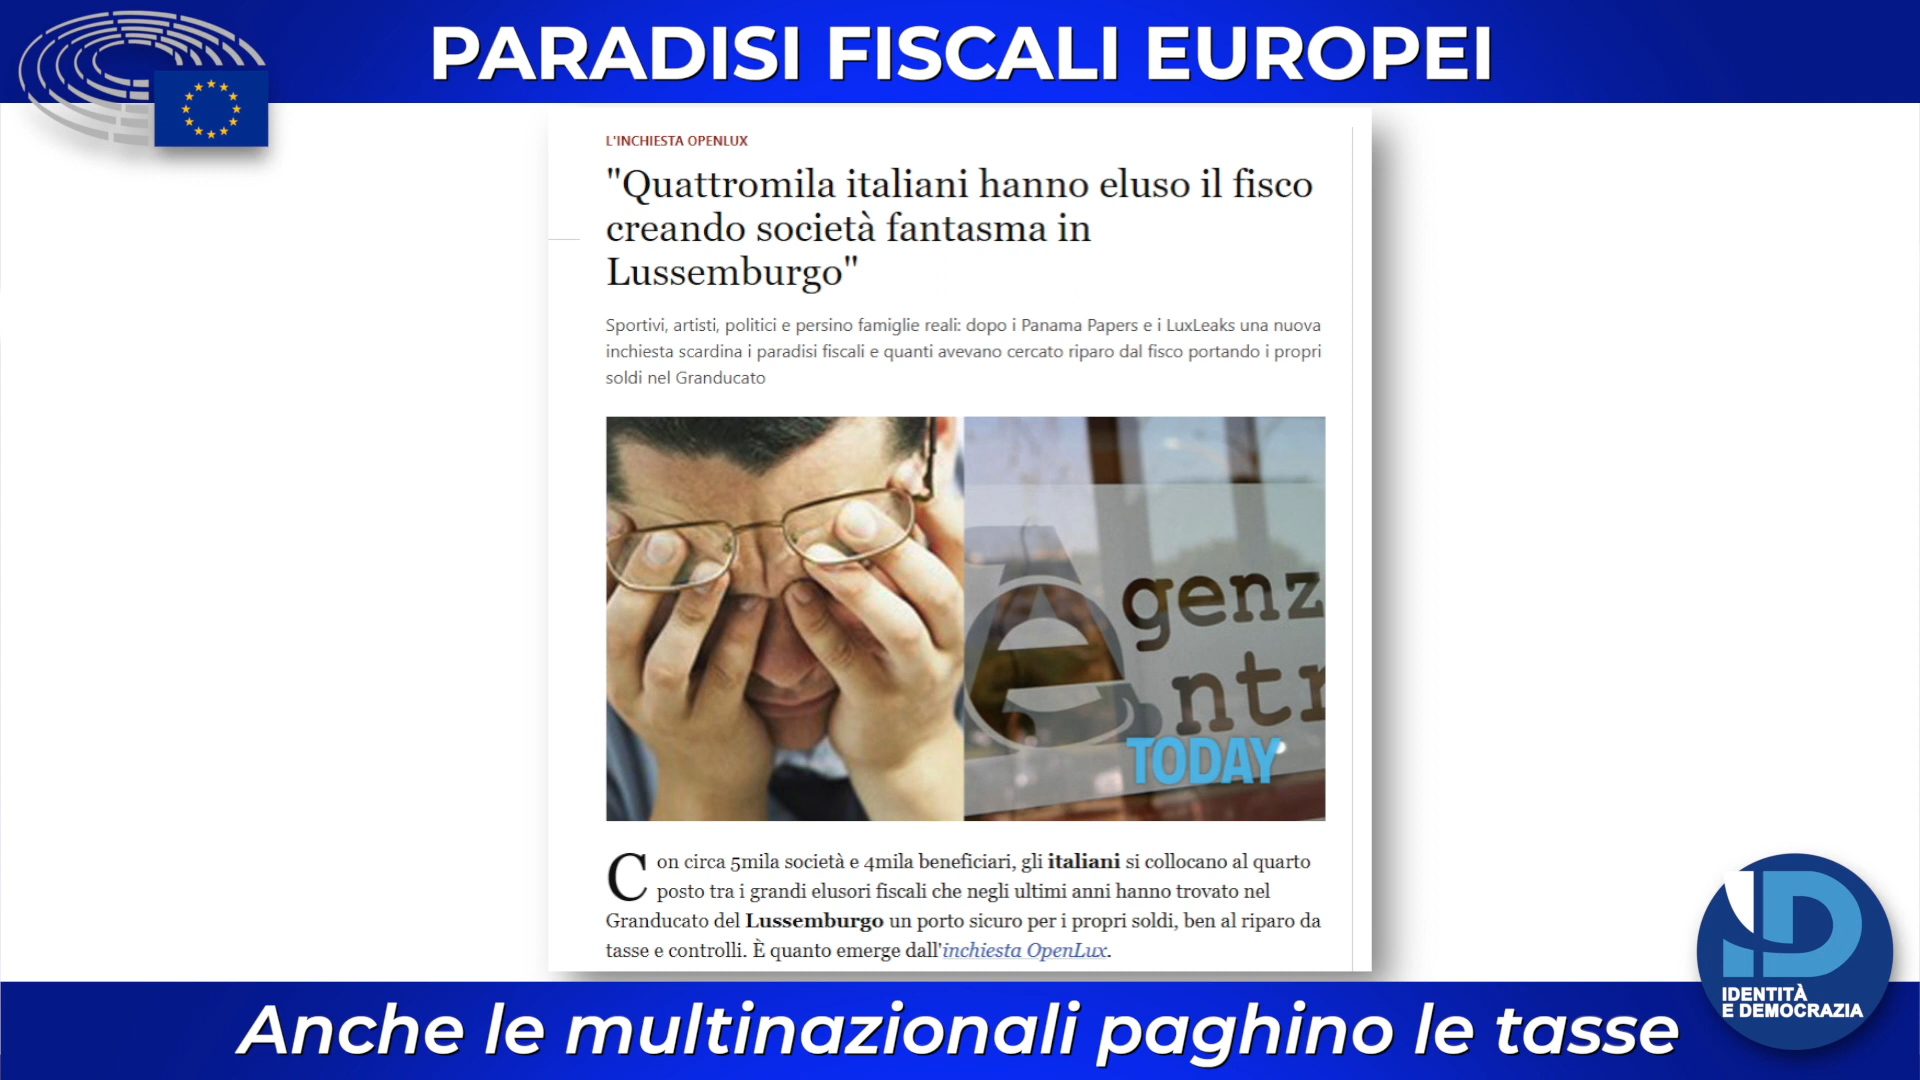 PARADISI FISCALI EUROPEI
L'INCHIESTA OPENLUX
"Quattromila italiani hanno eluso il fisco
creando società fantasma in
Lussemburgo"
Sportivi, artisti, politici e persino famiglie reali: dopo i Panama Papers e i LuxLeaks una nuova
inchiesta scardina i paradisi fiscali e quanti avevano cercato riparo dal fisco portando i propri
soldi nel Granducato
genz
ntr
TODAY
Con circa 5mila società e 4mila beneficiari, gli italiani si collocano al quarto
posto tra i grandi elusori fiscali che negli ultimi anni hanno trovato nel
Granducato del Lussemburgo un porto sicuro per i propri soldi, ben al riparo da
tasse e controlli. È quanto emerge dall'inchiesta OpenLux.
ID
IDENTITÀ
E DEMOCRAZIA
Anche le multinazionali paghino le tasse